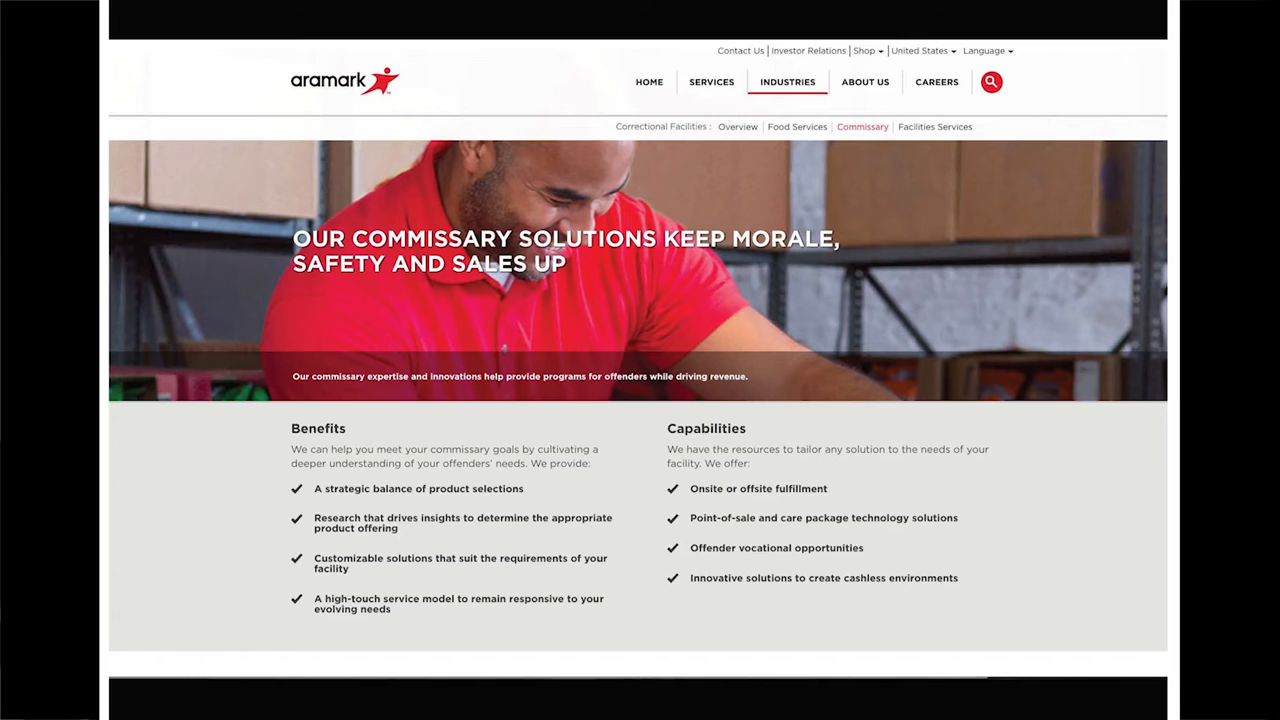 Contact Us | Investor Relations | Shop | United States Language
aramark
HOME SERVICES INDUSTRIES ABOUT US CAREERS
Correctional Facilities : Overview | Food Services | Commissary | Facilities Services
OUR COMMISSARY SOLUTIONS KEEP MORALE,
SAFETY AND SALES UP
Our commissary expertise and innovations help provide programs for offenders while driving revenue.
Benefits
We can help you meet your commissary goals by cultivating a
deeper understanding of your offenders' needs. We provide:
A strategic balance of product selections
Research that drives insights to determine the appropriate
product offering
Customizable solutions that suit the requirements of your
facility
A high-touch service model to remain responsive to your
evolving needs
Capabilities
We have the resources to tailor any solution to the needs of your
facility. We offer:
Onsite or offsite fulfillment
Point-of-sale and care package technology solutions
Offender vocational opportunities
Innovative solutions to create cashless environments